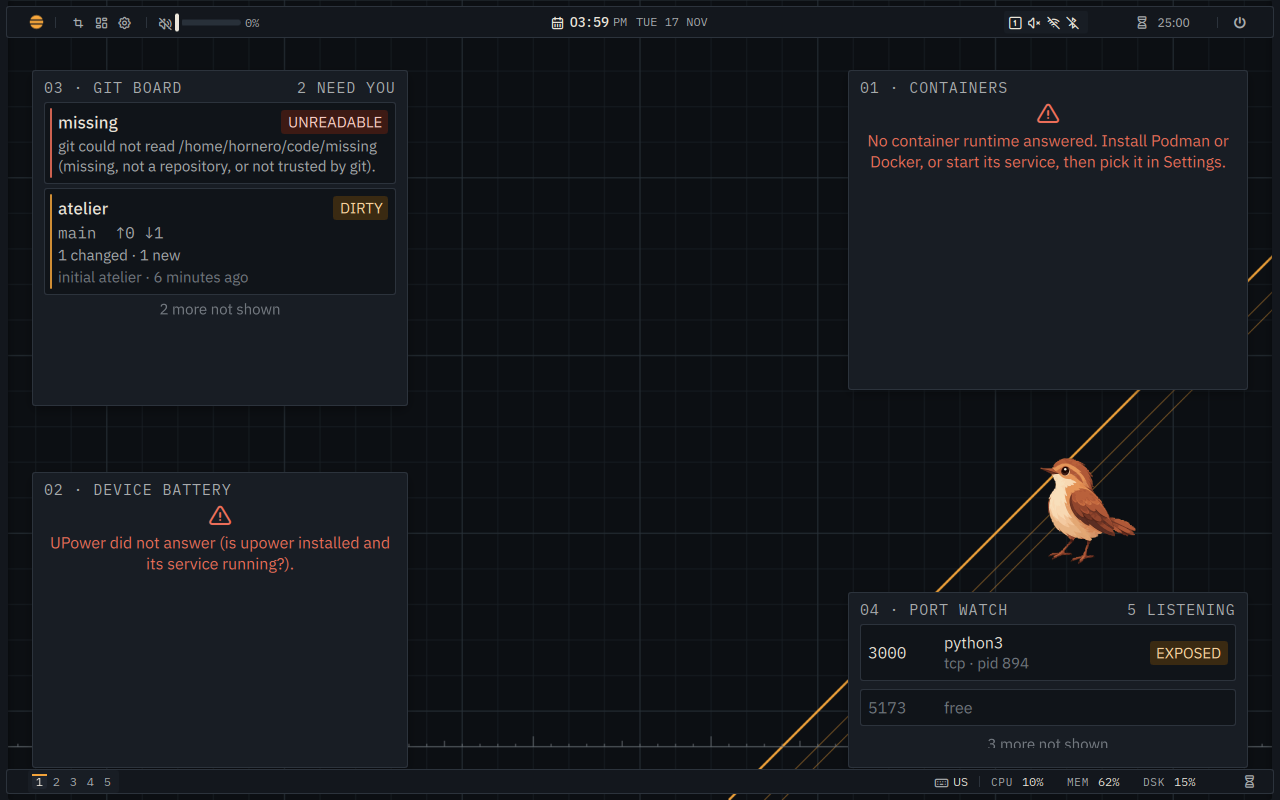 0%
03:59 PM TUE 17 NOV
1
25:00
03 · GIT BOARD 2 NEED YOU
missing UNREADABLE
git could not read /home/hornero/code/missing
(missing, not a repository, or not trusted by git).
atelier DIRTY
main ↑0 ↓1
1 changed · 1 new
initial atelier · 6 minutes ago
2 more not shown
01 · CONTAINERS
No container runtime answered. Install Podman or
Docker, or start its service, then pick it in Settings.
02 · DEVICE BATTERY
UPower did not answer (is upower installed and
its service running?).
04 · PORT WATCH 5 LISTENING
3000 python3 EXPOSED
tcp · pid 894
5173 free
3 more not shown
1 2 3 4 5
US CPU 10% MEM 62% DSK 15%